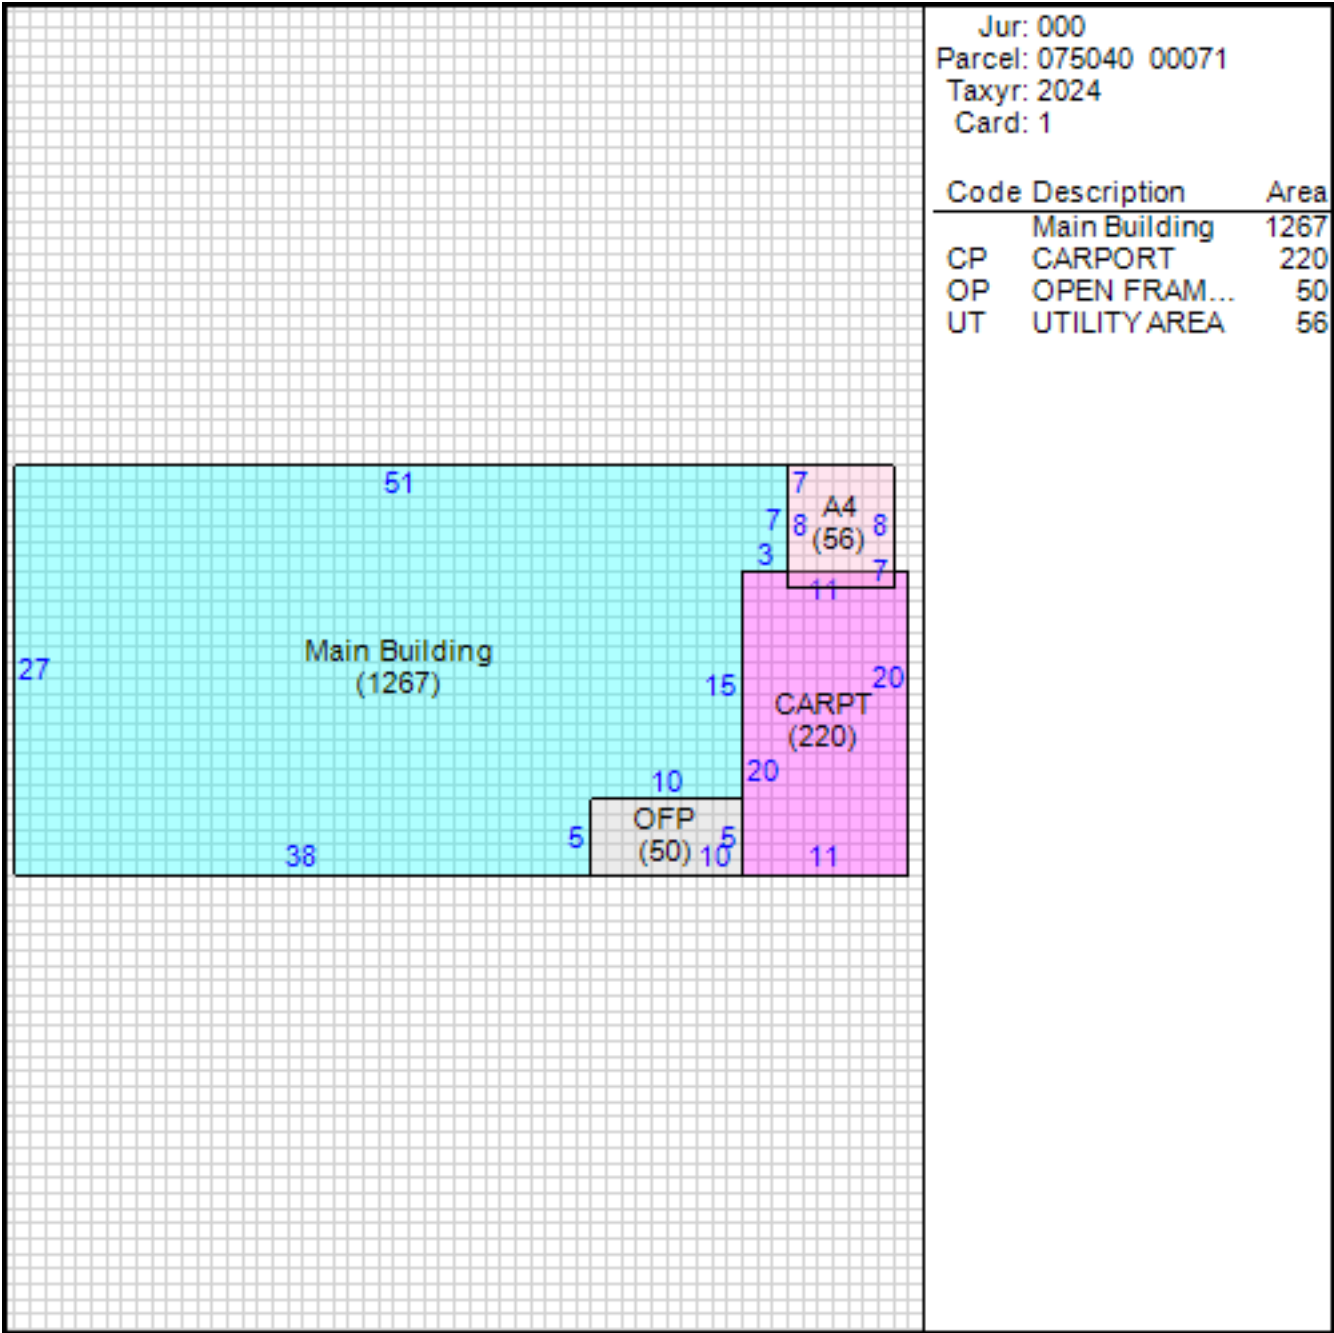 Jur: 000
Parcel: 075040 00071
Taxyr: 2024
Card: 1
Code Description Area
Main Building 1267
CP CARPORT 220
OP OPEN FRAM... 50
UT UTILITY AREA 56
51
7
A4
7
8
8
(56)
3
7
11
Main Building
27
(1267)
15
20
CARPT
(220)
20
10
OFP
5
5
(50)
10
38
11